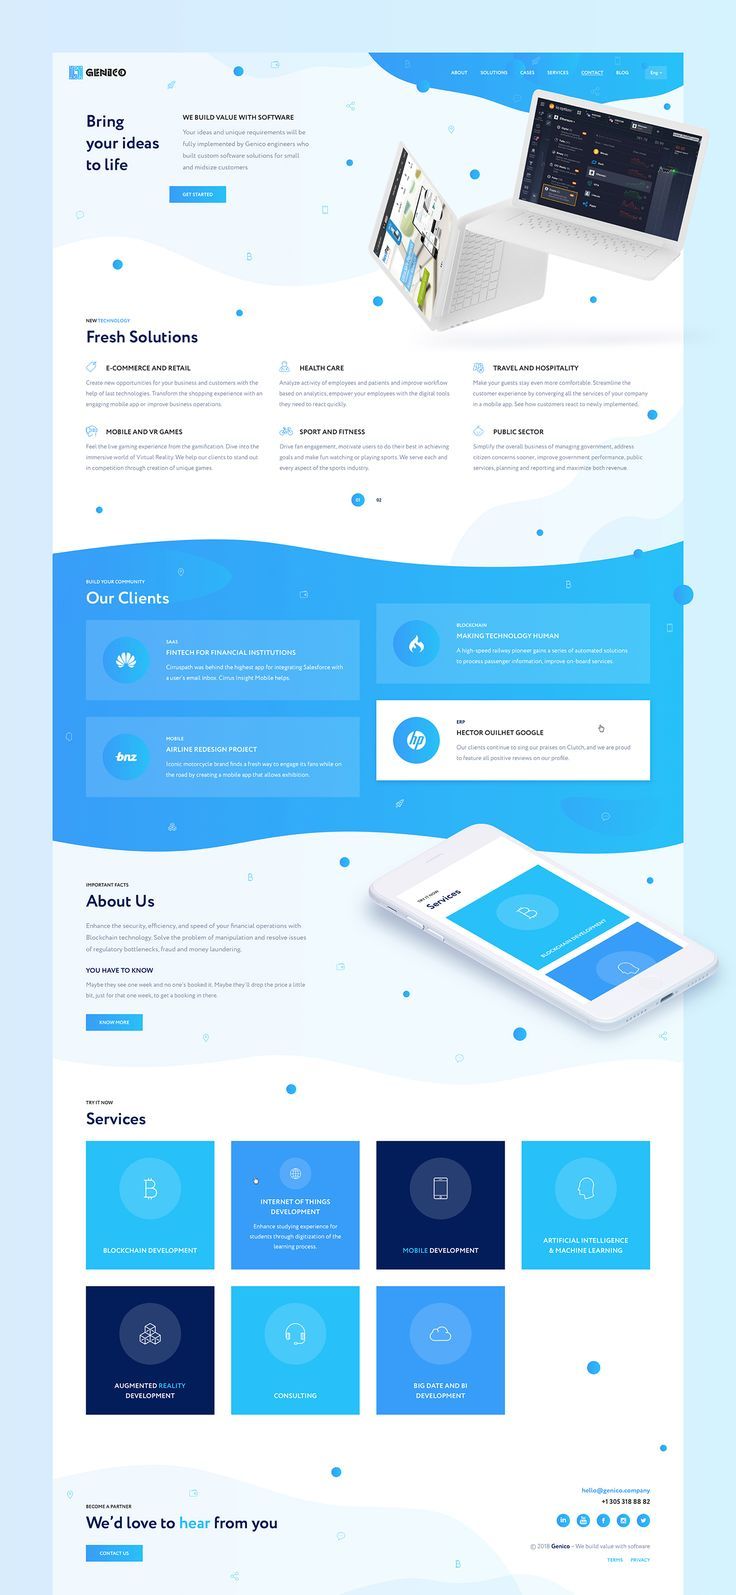 GENICO
ABOUT SOLUTIONS CASES SERVICES CONTACT BLOG Eng
Bring
your ideas
to life
WE BUILD VALUE WITH SOFTWARE
Your ideas and unique requirements will be
fully implemented by Genico engineers who
built custom software solutions for small
and midsize customers
GET STARTED
NEW TECHNOLOGY
Fresh Solutions
E-COMMERCE AND RETAIL
Create new opportunities for your business and customers with the
help of last technologies. Transform the shopping experience with an
engaging mobile app or improve business operations.
HEALTH CARE
Analyze activity of employees and patients and improve workflow
based on analytics, empower your employees with the digital tools
they need to react quickly.
TRAVEL AND HOSPITALITY
Make your guests stay even more comfortable. Streamline the
customer experience by converging all the services of your company
in a mobile app. See how customers react to newly implemented.
MOBILE AND VR GAMES
Feel the live gaming experience from the gamification. Dive into the
immersive world of Virtual Reality. We help our clients to stand out
in competition through creation of unique games.
SPORT AND FITNESS
Drive fan engagement, motivate users to do their best in achieving
goals and make fun watching or playing sports. We serve each and
every aspect of the sports industry.
PUBLIC SECTOR
Simplify the overall business of managing government, address
citizen concerns sooner, improve government performance, public
services, planning and reporting and maximize both revenue.
01 02
BUILD YOUR COMMUNITY
Our Clients
SAAS
FINTECH FOR FINANCIAL INSTITUTIONS
Cirruspath was behind the highest app for integrating Salesforce with
a user's email inbox. Cirrus Insight Mobile helps.
BLOCKCHAIN
MAKING TECHNOLOGY HUMAN
A high-speed railway pioneer gains a series of automated solutions
to process passenger information, improve on-board services.
bnz
MOBILE
AIRLINE REDESIGN PROJECT
Iconic motorcycle brand finds a fresh way to engage its fans while on
the road by creating a mobile app that allows exhibition.
hp
ERP
HECTOR OUILHET GOOGLE
Our clients continue to sing our praises on Clutch, and we are proud
to feature all positive reviews on our profile.
IMPORTANT FACTS
About Us
Enhance the security, efficiency, and speed of your financial operations with
Blockchain technology. Solve the problem of manipulation and resolve issues
of regulatory bottlenecks, fraud and money laundering.
YOU HAVE TO KNOW
Maybe they see one week and no one's booked it. Maybe they'll drop the price a little
bit, just for that one week, to get a booking in there.
KNOW MORE
TRY IT NOW
Services
BLOCKCHAIN DEVELOPMENT
TRY IT NOW
Services
BLOCKCHAIN DEVELOPMENT
INTERNET OF THINGS
DEVELOPMENT
Enhance studying experience for
students through digitization of the
learning process.
MOBILE DEVELOPMENT
ARTIFICIAL INTELLIGENCE
& MACHINE LEARNING
AUGMENTED REALITY
DEVELOPMENT
CONSULTING
BIG DATE AND BI
DEVELOPMENT
BECOME A PARTNER
We'd love to hear from you
CONTACT US
hello@genico.company
+1 305 318 88 82
© 2018 Genico – We build value with software
TERMS PRIVACY